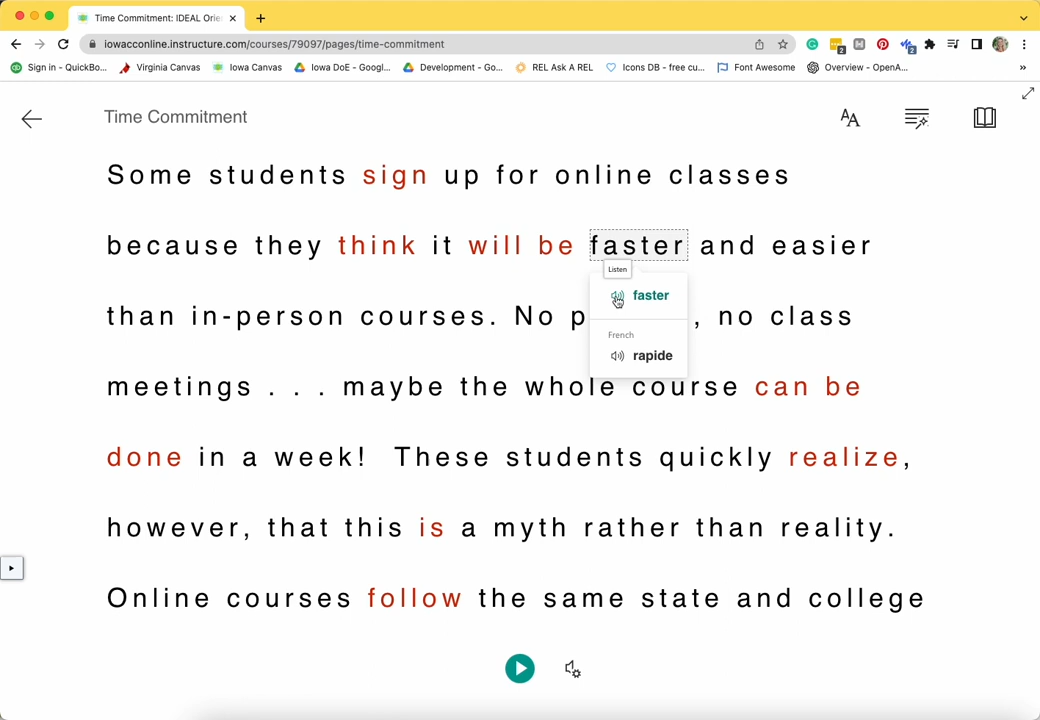 Time Commitment: IDEAL Orie
iowacconline.instructure.com/courses/79097/pages/time-commitment
Sign in - QuickBo... Virginia Canvas Iowa Canvas Iowa DoE - Googl... Development - Go... REL Ask A REL Icons DB - free cu... Font Awesome Overview - OpenA... »
Time Commitment
Some students sign up for online classes
because they think it will be faster and easier
Listen
faster
than in-person courses. No p , no class
French
rapide
meetings . . . maybe the whole course can be
done in a week! These students quickly realize,
however, that this is a myth rather than reality.
Online courses follow the same state and college